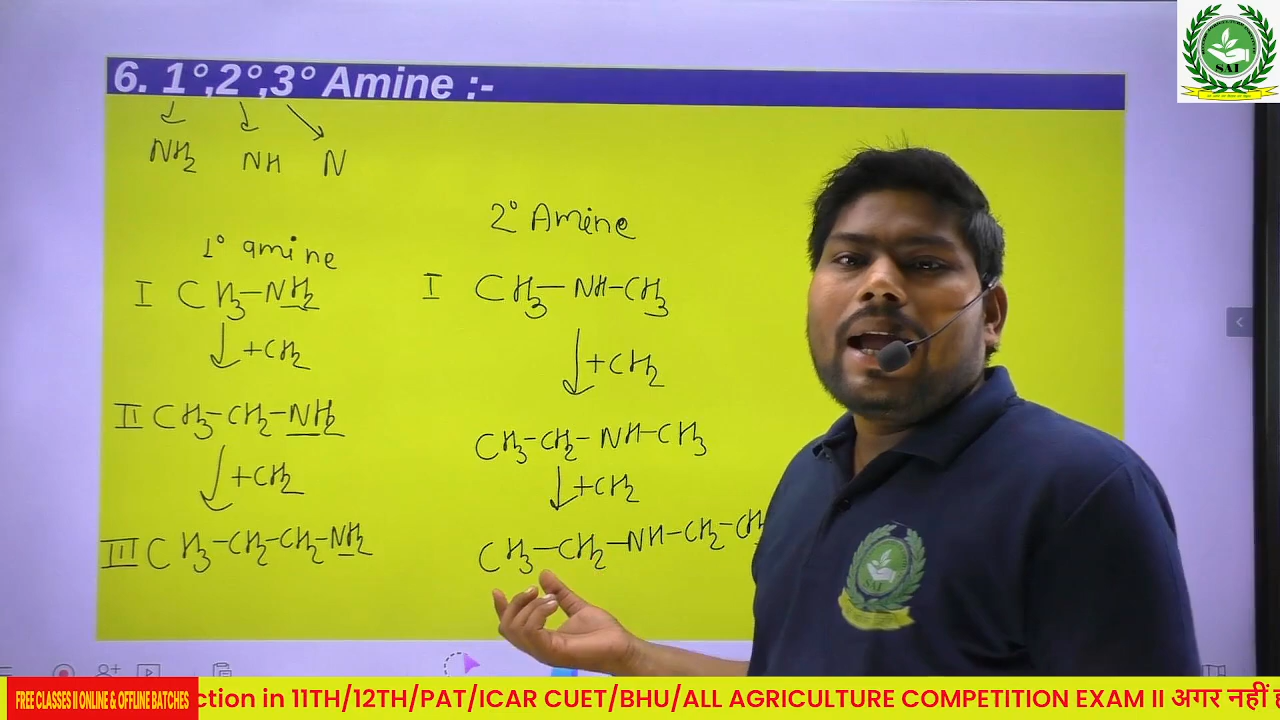 SAI
6. 1°,2°,3° Amine :-
NH2 NH N
1° amine
I CH3-NH2
+CH2
II CH3-CH2-NH2
+CH2
III CH3-CH2-CH2-NH2
2° Amine
I CH3-NH-CH3
+CH2
CH3-CH2-NH-CH3
+CH2
CH3-CH2-NH-CH2-CH
SAI
FREE CLASSES II ONLINE & OFFLINE BATCHES
ction in 11TH/12TH/PAT/ICAR CUET/BHU/ALL AGRICULTURE COMPETITION EXAM II अगर नहीं